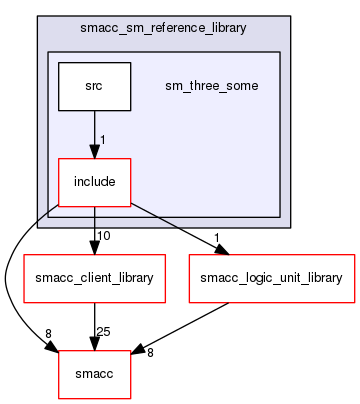 smacc_sm_reference_library
src
sm_three_some
1
include
10
1
smacc_client_library
smacc_logic_unit_library
25
8
8
smacc